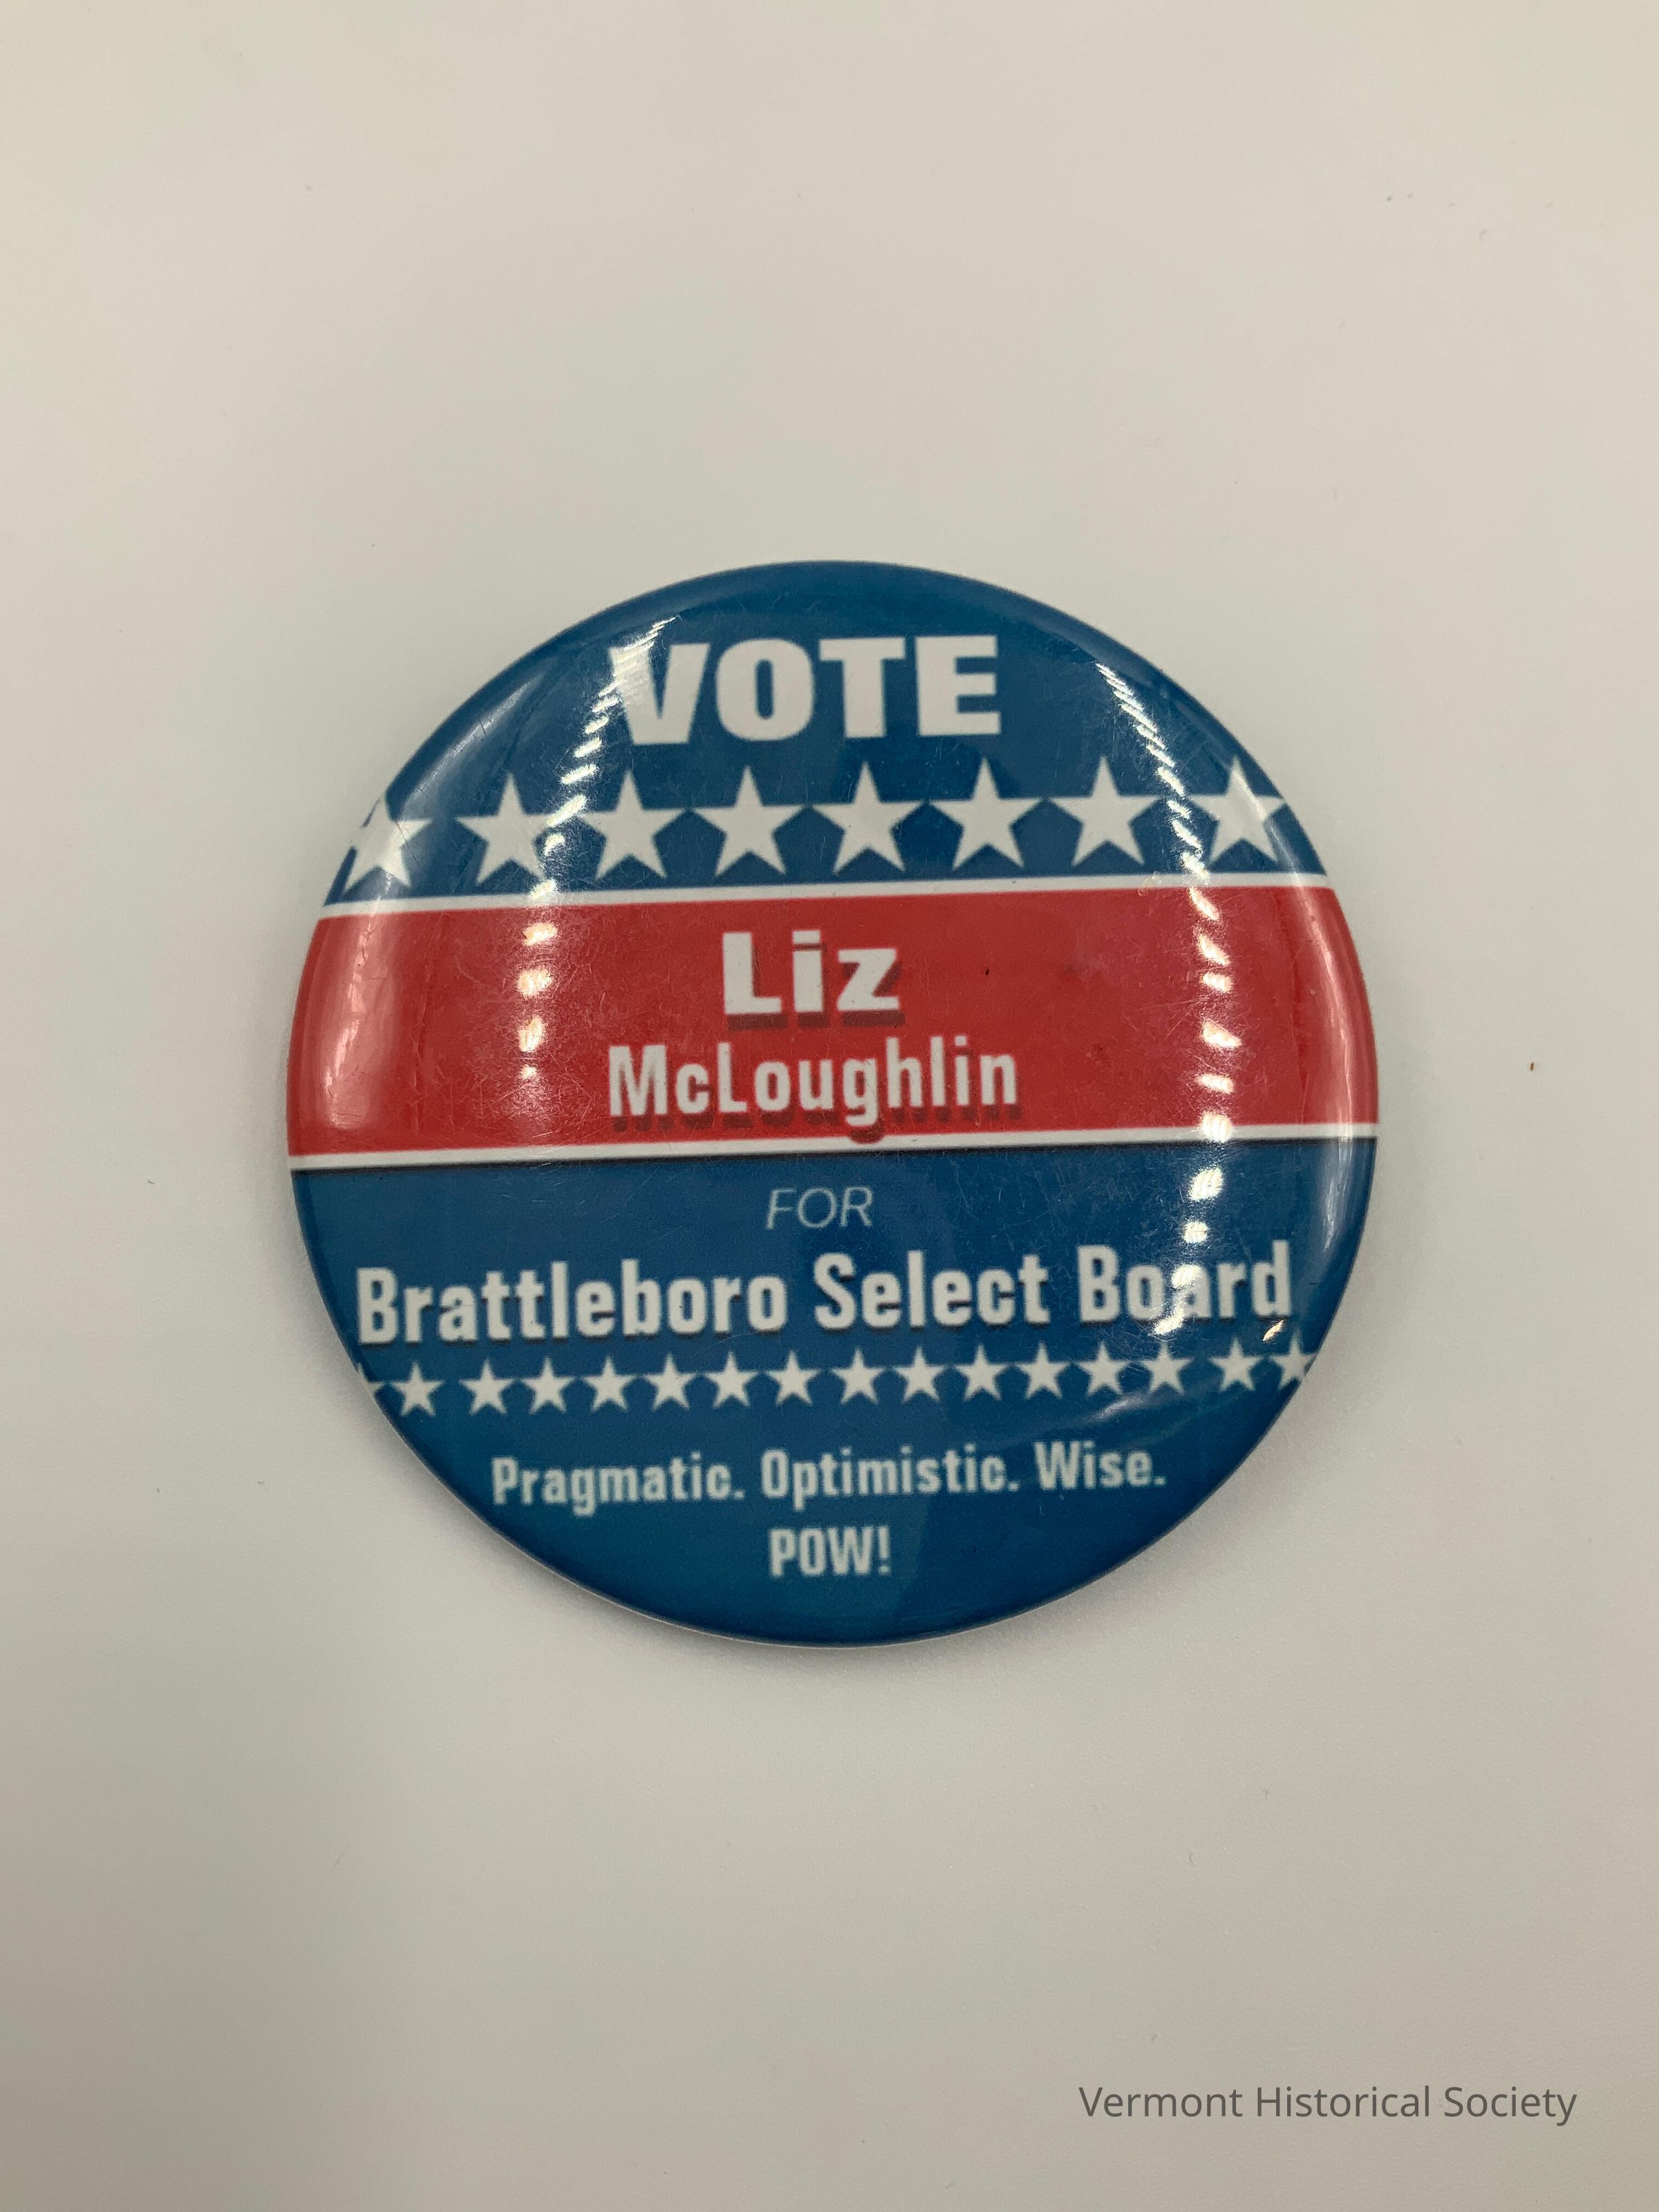 VOTE
Liz
McLoughlin
FOR
Brattleboro Select Board
Pragmatic. Optimistic. Wise.
POW!
Vermont Historical Society